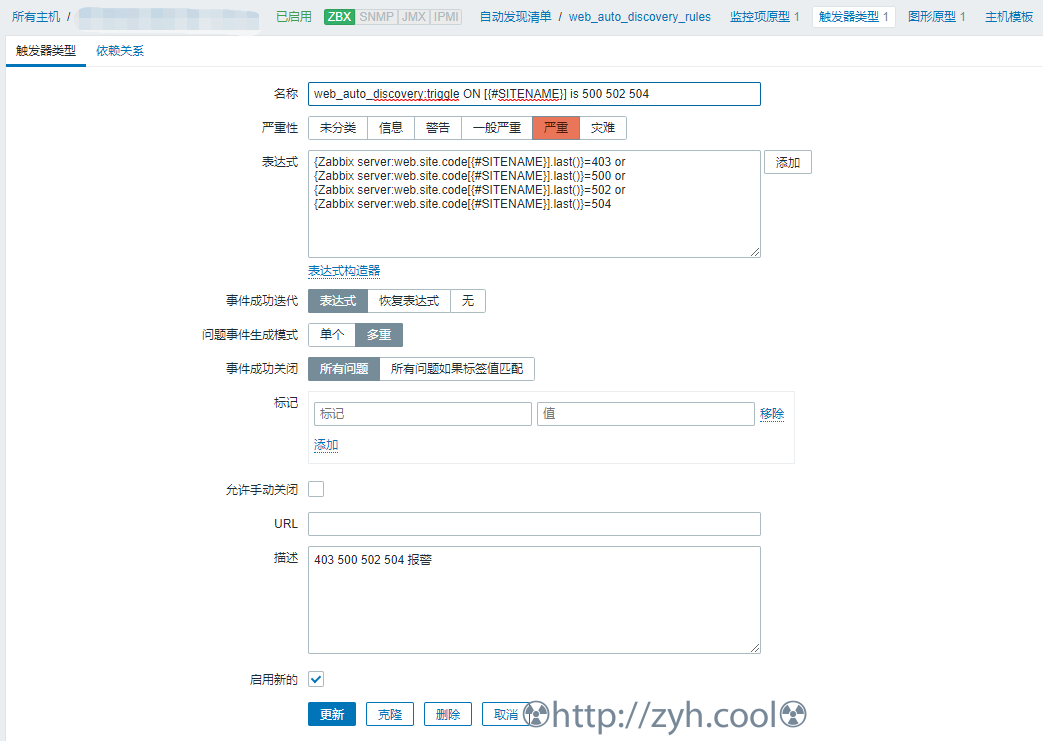 所有主机 / 已启用 ZBX SNMP JMX IPMI 自动发现清单 / web_auto_discovery_rules 监控项原型 1 触发器类型 1 图形原型 1 主机模板
触发器类型 依赖关系
名称 web_auto_discovery:triggle ON [{#SITENAME}] is 500 502 504
严重性 未分类 信息 警告 一般严重 严重 灾难
表达式 {Zabbix server:web.site.code[{#SITENAME}].last()}=403 or 添加
{Zabbix server:web.site.code[{#SITENAME}].last()}=500 or
{Zabbix server:web.site.code[{#SITENAME}].last()}=502 or
{Zabbix server:web.site.code[{#SITENAME}].last()}=504
表达式构造器
事件成功迭代 表达式 恢复表达式 无
问题事件生成模式 单个 多重
事件成功关闭 所有问题 所有问题如果标签值匹配
标记 标记 值 移除
添加
允许手动关闭
URL
描述 403 500 502 504 报警
启用新的
更新 克隆 删除 取消 http://zyh.cool